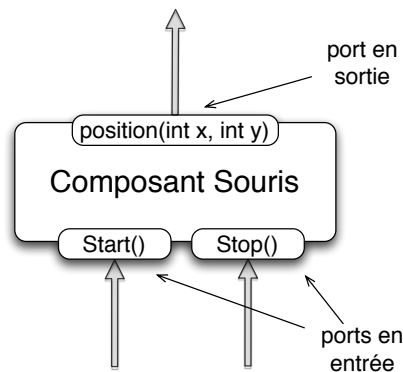 port en
sortie
position(int x, int y)
Composant Souris
Start()
Stop()
ports en
entrée